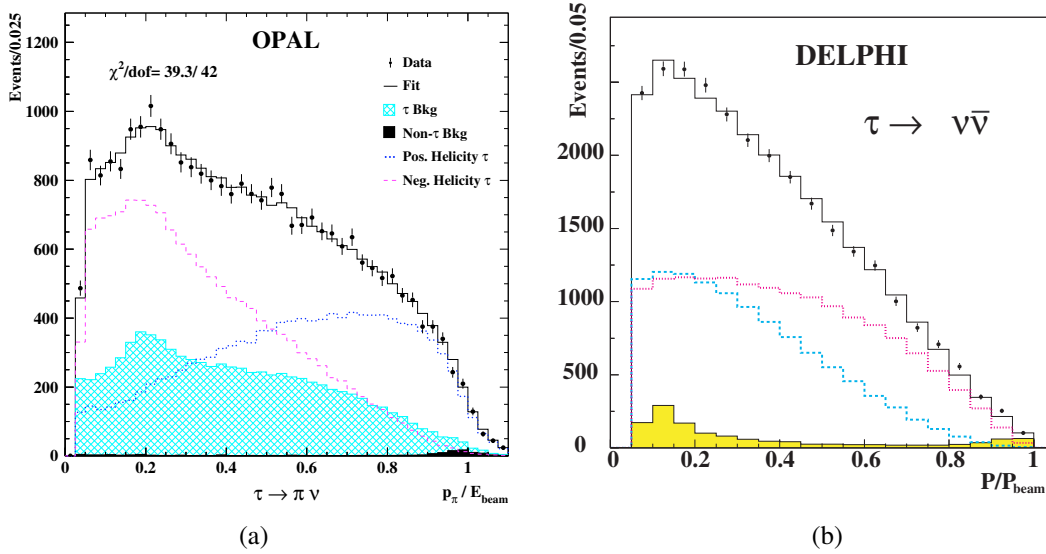 OPAL
Events/0.025
χ²/dof= 39.3/ 42
Data
Fit
τ Bkg
Non-τ Bkg
Pos. Helicity τ
Neg. Helicity τ
1200
1000
800
600
400
200
0
0 0.2 0.4 0.6 0.8 1
τ → π ν
p_π / E_beam
(a)
DELPHI
Events/0.05
τ → νν̄
2500
2000
1500
1000
500
0
0 0.2 0.4 0.6 0.8 1
P/P_beam
(b)